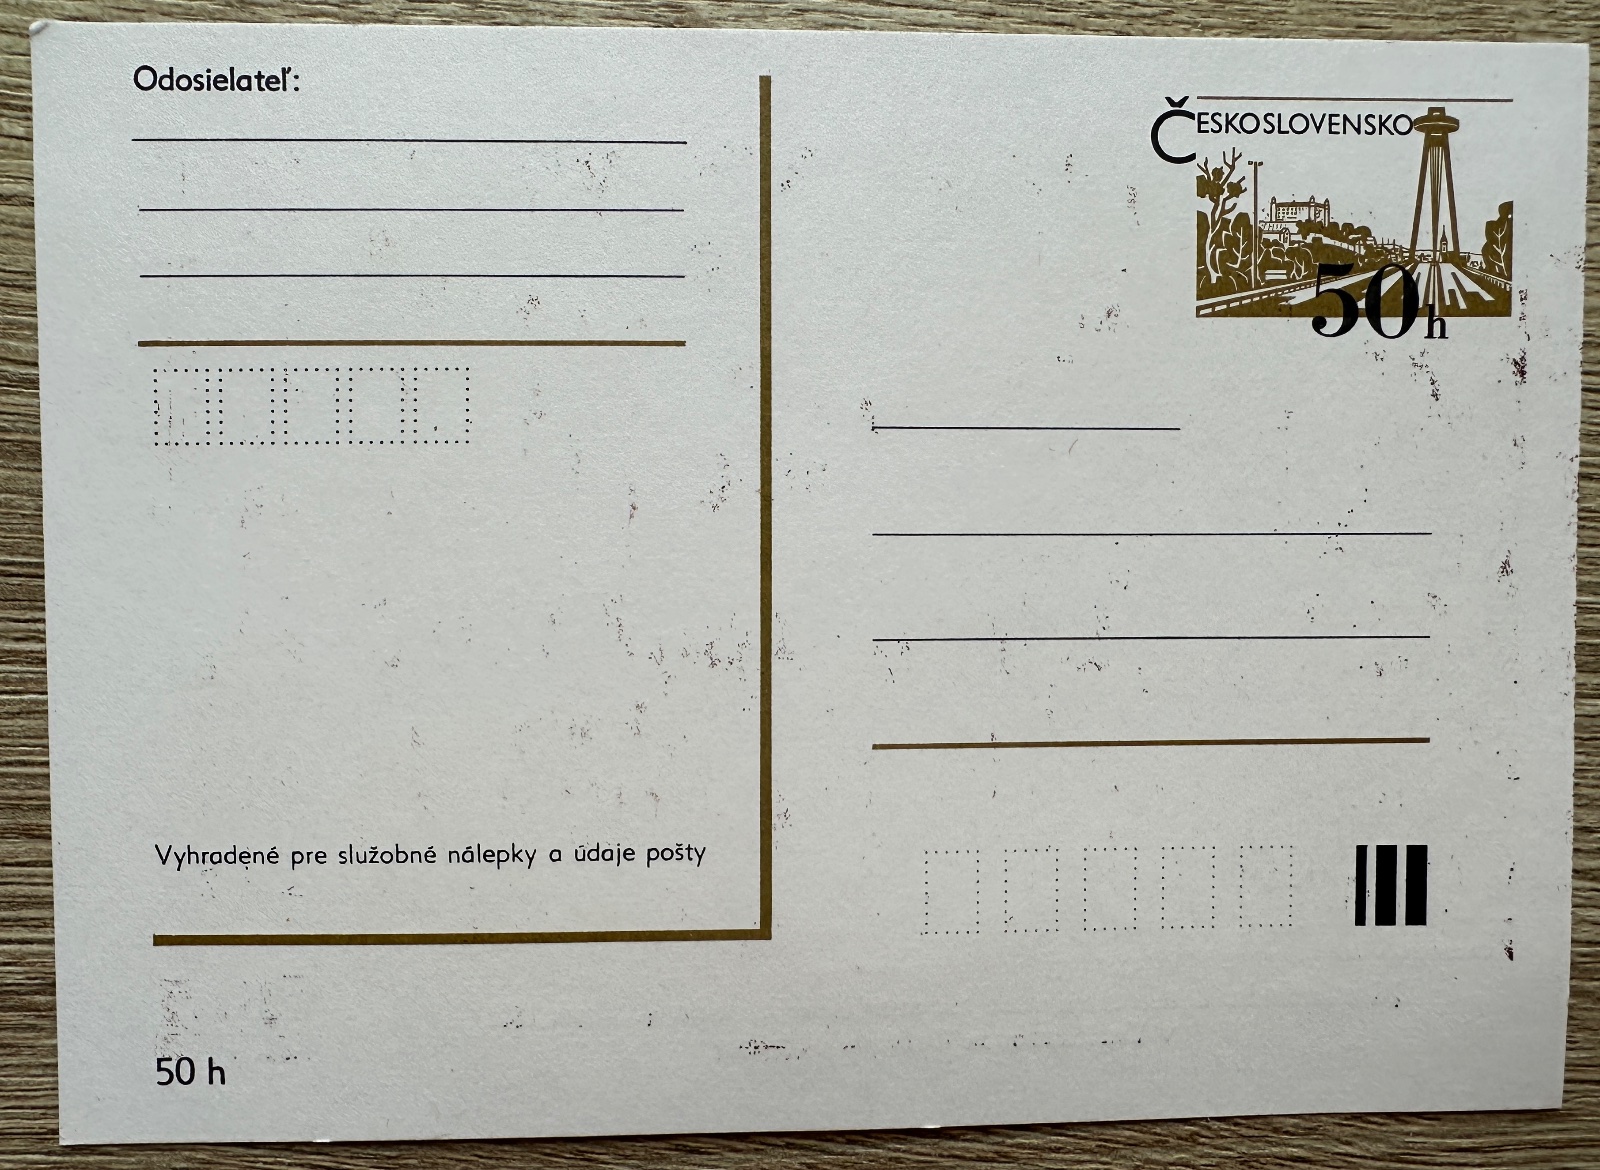 Odosielateľ:
ČESKOSLOVENSKO
50h
Vyhradené pre služobné nálepky a údaje pošty
50 h